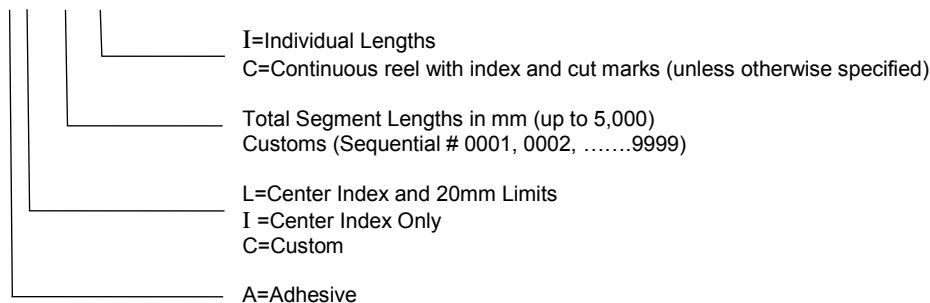 I=Individual Lengths
C=Continuous reel with index and cut marks (unless otherwise specified)
Total Segment Lengths in mm (up to 5,000)
Customs (Sequential # 0001, 0002, …….9999)
L=Center Index and 20mm Limits
I =Center Index Only
C=Custom
A=Adhesive